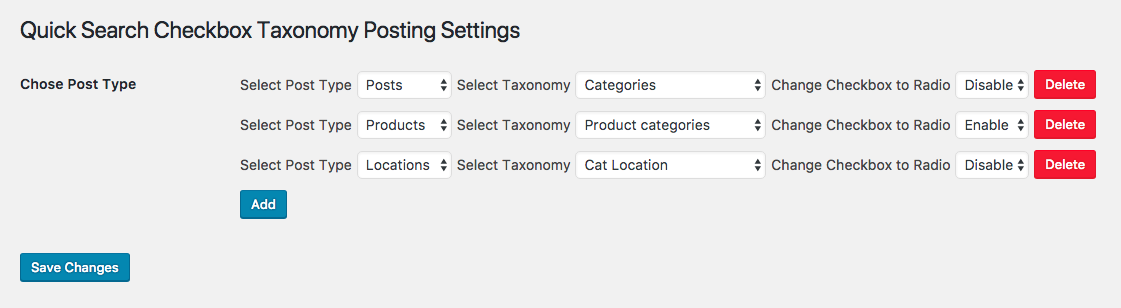 Quick Search Checkbox Taxonomy Posting Settings
Chose Post Type Select Post Type Posts Select Taxonomy Categories Change Checkbox to Radio Disable Delete
Select Post Type Products Select Taxonomy Product categories Change Checkbox to Radio Enable Delete
Select Post Type Locations Select Taxonomy Cat Location Change Checkbox to Radio Disable Delete
Add
Save Changes